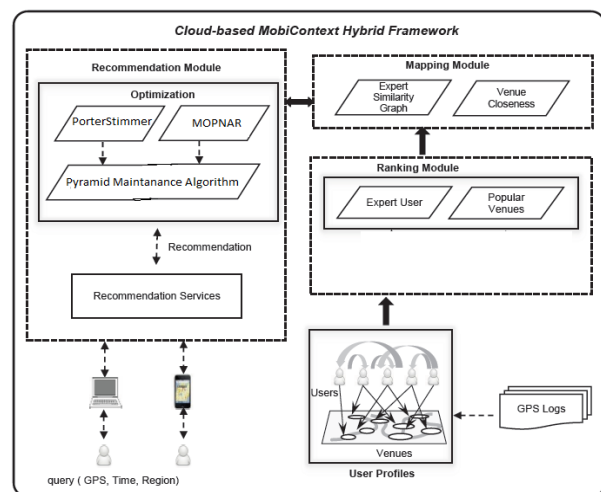 Cloud-based MobiContext Hybrid Framework
Recommendation Module
Optimization
PorterStimmer
MOPNAR
Pyramid Maintanance Algorithm
Recommendation
Recommendation Services
query ( GPS, Time, Region)
Mapping Module
Expert
Similarity
Graph
Venue
Closeness
Ranking Module
Expert User
Popular
Venues
Users
Venues
User Profiles
GPS Logs